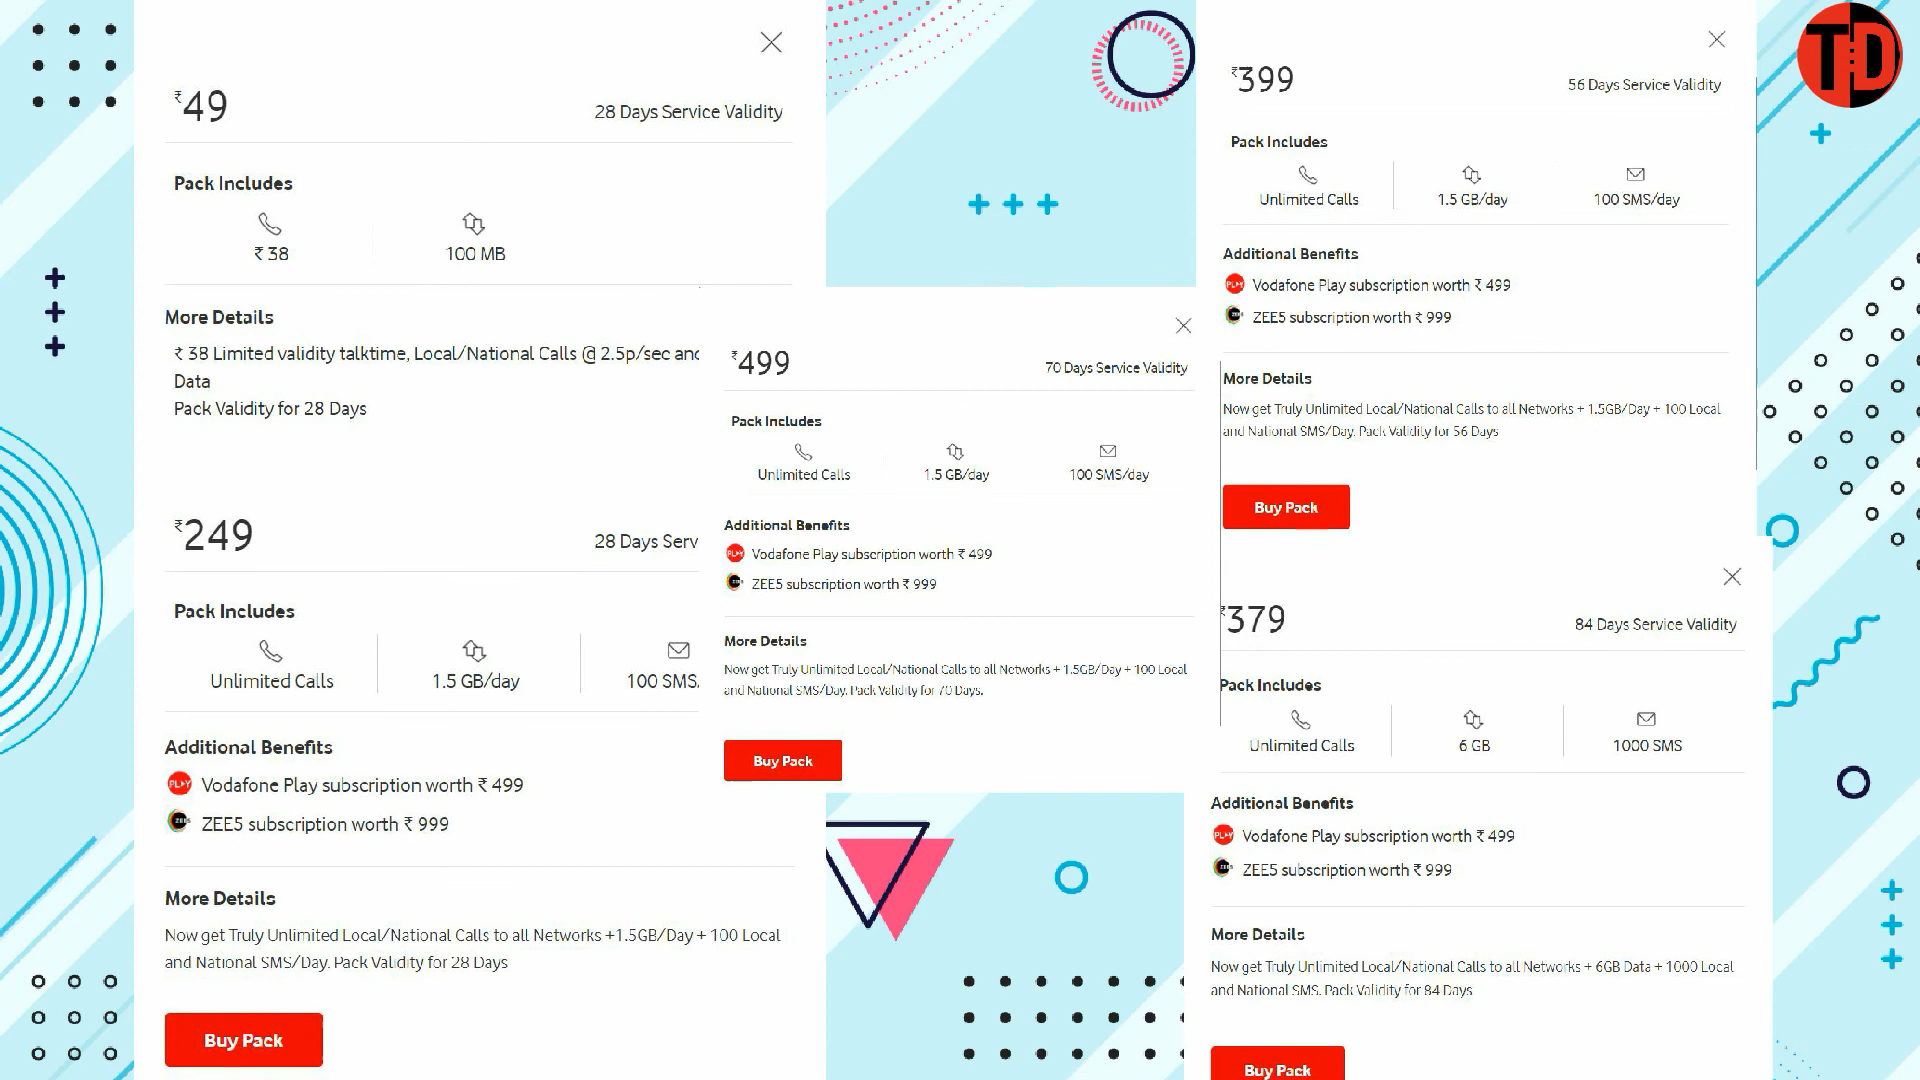 ₹49
28 Days Service Validity
Pack Includes
₹ 38
100 MB
More Details
₹ 38 Limited validity talktime, Local/National Calls @ 2.5p/sec and
Data
Pack Validity for 28 Days
₹249
28 Days Serv
Pack Includes
Unlimited Calls
1.5 GB/day
100 SMS
Additional Benefits
PLAY Vodafone Play subscription worth ₹ 499
ZEE5 subscription worth ₹ 999
More Details
Now get Truly Unlimited Local/National Calls to all Networks +1.5GB/Day + 100 Local
and National SMS/Day. Pack Validity for 28 Days
Buy Pack
₹499
70 Days Service Validity
Pack Includes
Unlimited Calls
1.5 GB/day
100 SMS/day
Additional Benefits
PLAY Vodafone Play subscription worth ₹ 499
ZEE5 subscription worth ₹ 999
More Details
Now get Truly Unlimited Local/National Calls to all Networks + 1.5GB/Day + 100 Local
and National SMS/Day. Pack Validity for 70 Days.
Buy Pack
₹399
56 Days Service Validity
Pack Includes
Unlimited Calls
1.5 GB/day
100 SMS/day
Additional Benefits
PLAY Vodafone Play subscription worth ₹ 499
ZEE5 subscription worth ₹ 999
More Details
Now get Truly Unlimited Local/National Calls to all Networks + 1.5GB/Day + 100 Local
and National SMS/Day. Pack Validity for 56 Days
Buy Pack
₹379
84 Days Service Validity
Pack Includes
Unlimited Calls
6 GB
1000 SMS
Additional Benefits
PLAY Vodafone Play subscription worth ₹ 499
ZEE5 subscription worth ₹ 999
More Details
Now get Truly Unlimited Local/National Calls to all Networks + 6GB Data + 1000 Local
and National SMS. Pack Validity for 84 Days
Buy Pack
TD